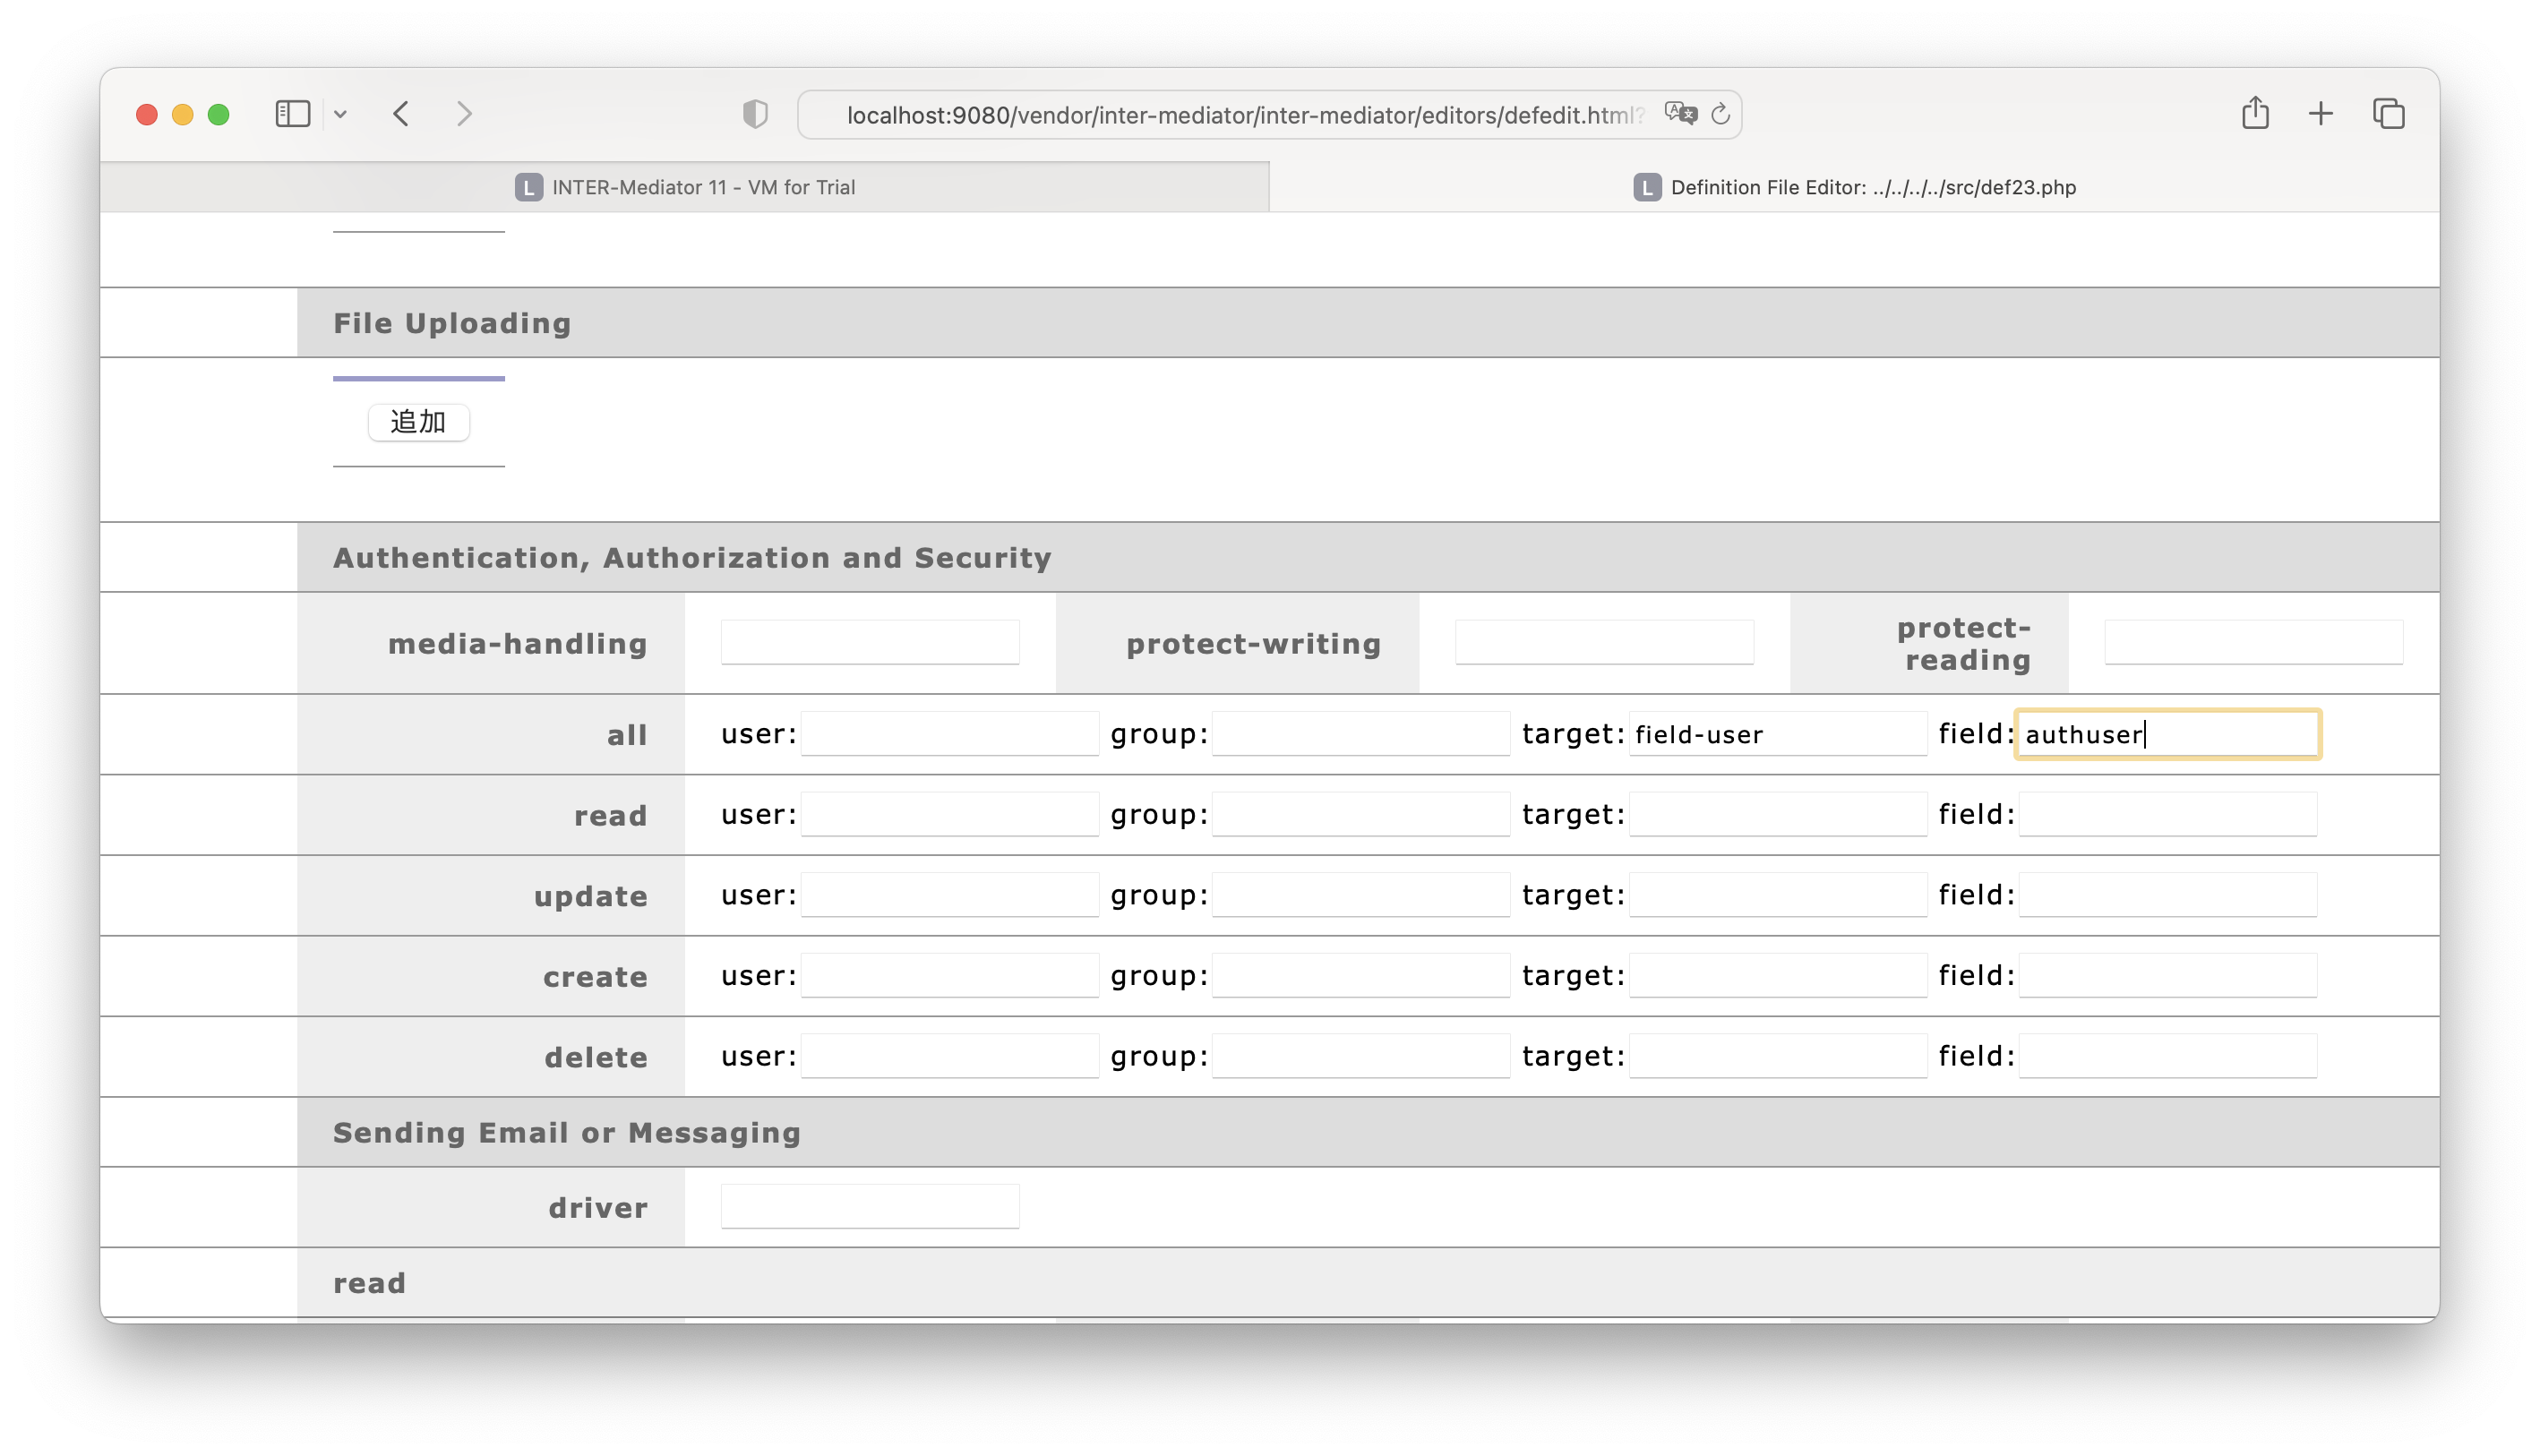 localhost:9080/vendor/inter-mediator/inter-mediator/editors/defedit.html?
L INTER-Mediator 11 - VM for Trial
L Definition File Editor: ../../../../src/def23.php
File Uploading
追加
Authentication, Authorization and Security
media-handling protect-writing protect-reading
all user: group: target: field-user field: authuser
read user: group: target: field:
update user: group: target: field:
create user: group: target: field:
delete user: group: target: field:
Sending Email or Messaging
driver
read